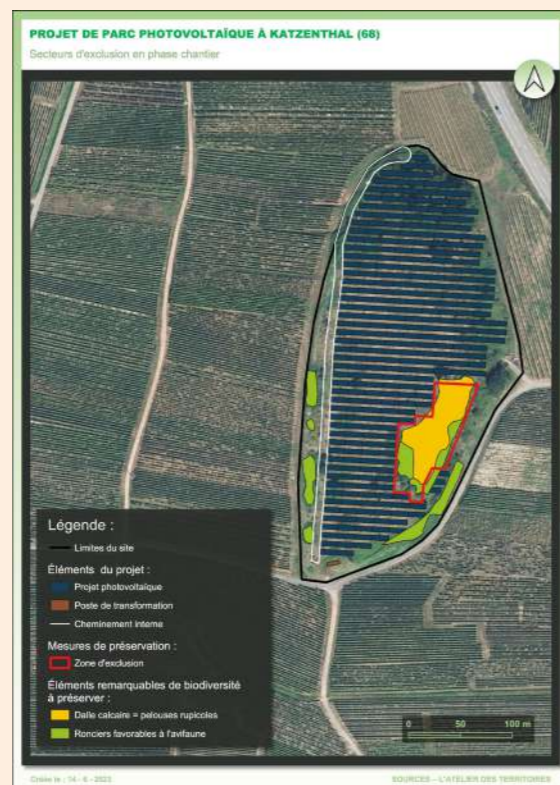 PROJET DE PARC PHOTOVOLTAÏQUE À KATZENTHAL (68)
Secteurs d'exclusion en phase chantier
Légende :
Limites du site
Éléments du projet :
Projet photovoltaïque
Poste de transformation
Cheminement interne
Mesures de préservation :
Zone d'exclusion
Éléments remarquables de biodiversité
à préserver :
Dalle calcaire = pelouses rupicoles
Ronciers favorables à l'avifaune
0 50 100 m
Créée le : 14 - 6 - 2023
SOURCES – L'ATELIER DES TERRITOIRES